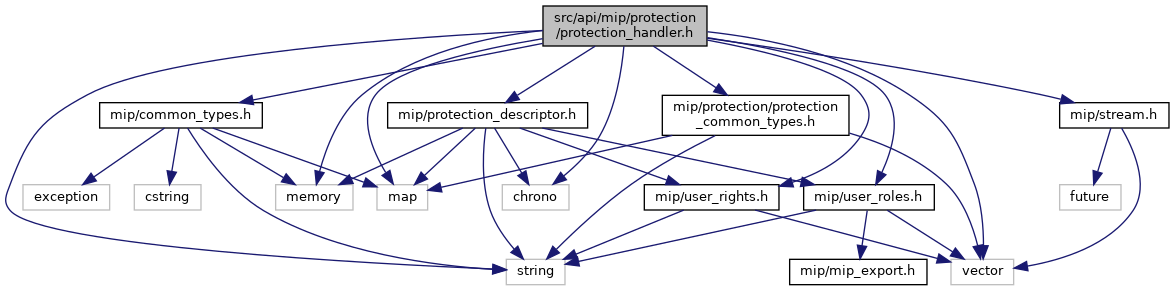 src/api/mip/protection
/protection_handler.h
mip/common_types.h
mip/protection_descriptor.h
mip/protection/protection
_common_types.h
mip/stream.h
exception
cstring
memory
map
chrono
mip/user_rights.h
mip/user_roles.h
future
string
mip/mip_export.h
vector